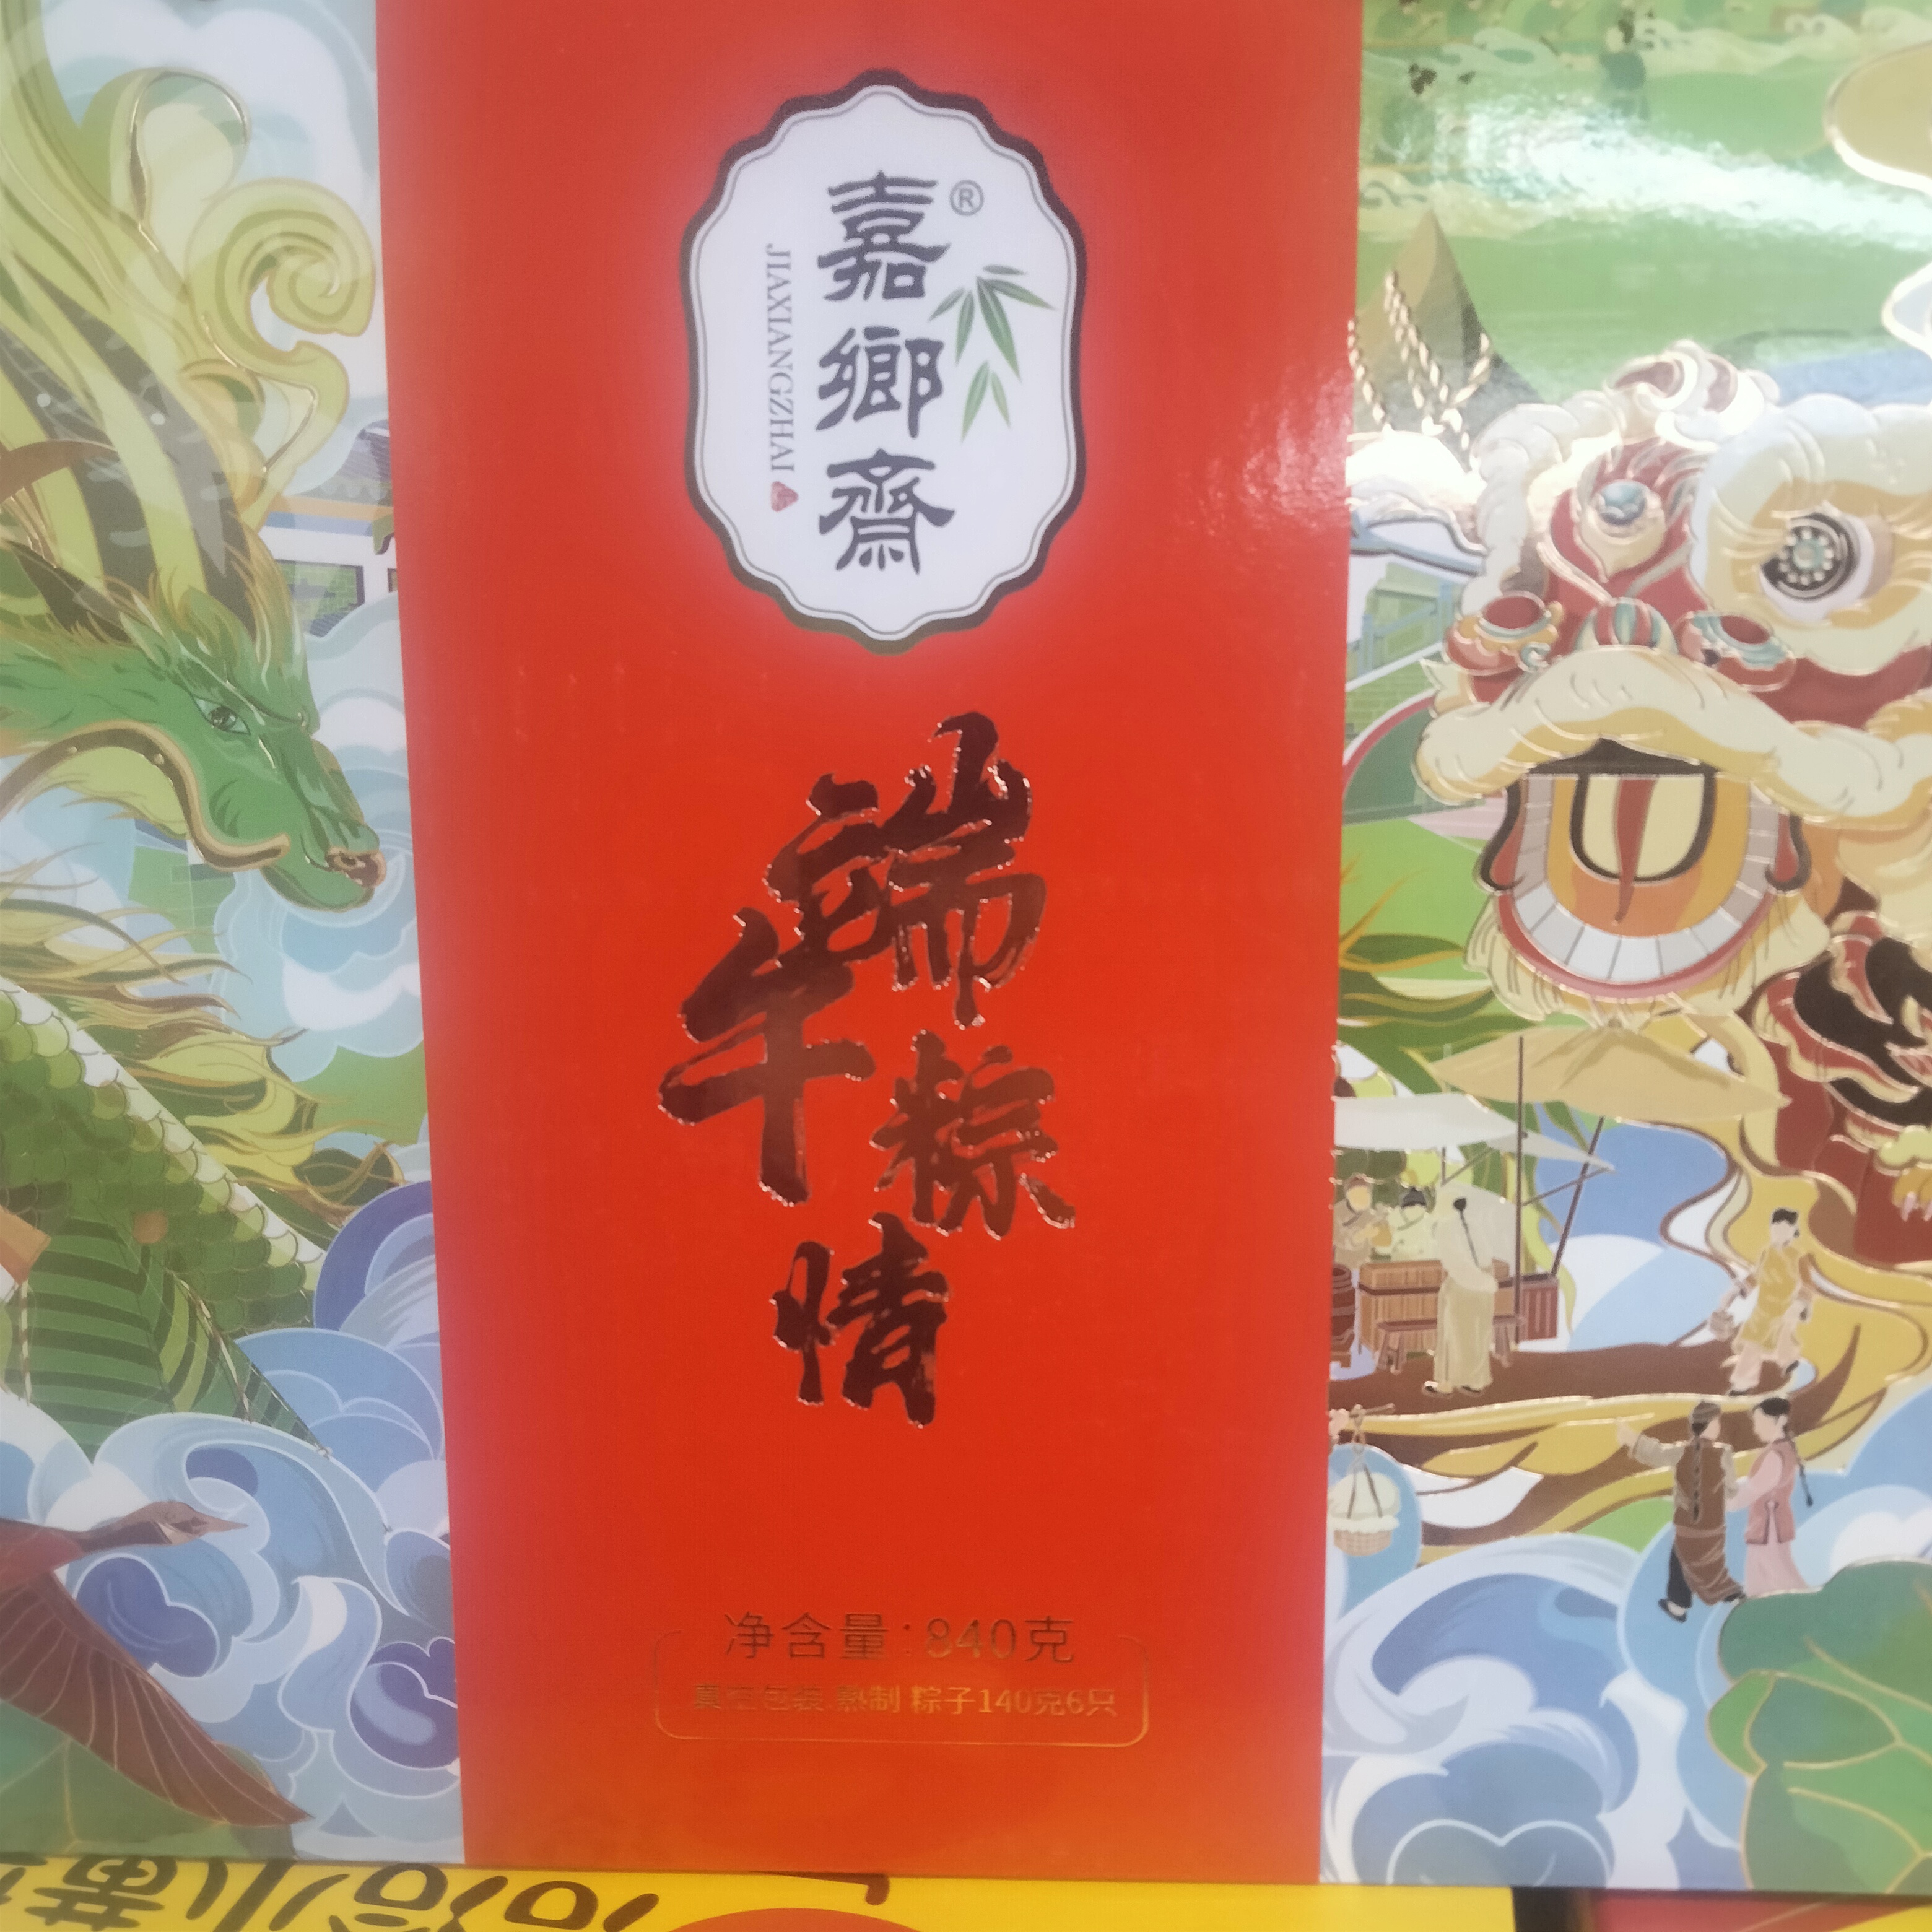 嘉鄉齋®
JIAXIANGZHAI
端午
粽情
净含量:840克
真空包装 熟制 粽子140克6只